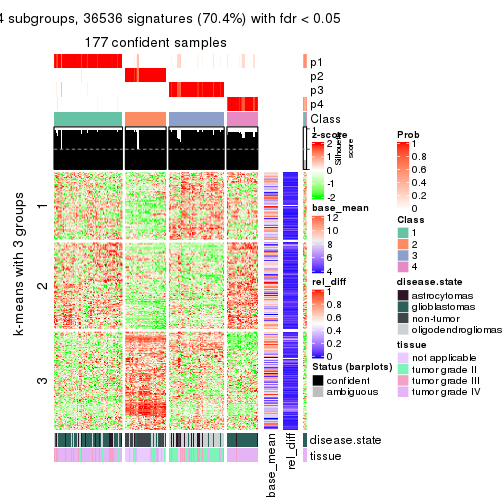 4 subgroups, 36536 signatures (70.4%) with fdr < 0.05
177 confident samples
p1
p2
p3
p4
Class
1
Silhouette
score
k-means with 3 groups
1
2
3
z-score
2
1
0
-1
-2
base_mean
12
10
8
6
4
rel_diff
1
0.8
0.6
0.4
0.2
0
Status (barplots)
confident
ambiguous
Prob
1
0.8
0.6
0.4
0.2
0
Class
1
2
3
4
disease.state
astrocytomas
glioblastomas
non-tumor
oligodendrogliomas
tissue
not applicable
tumor grade II
tumor grade III
tumor grade IV
disease.state
tissue
base_mean
rel_diff